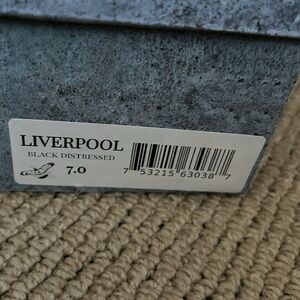 LIVERPOOL
BLACK DISTRESSED
7.0
7 53215 63038 7